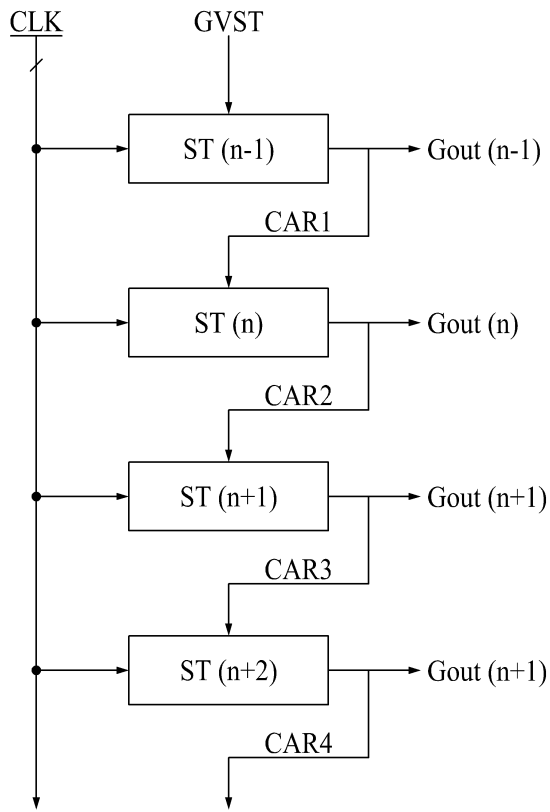 CLK
GVST
ST (n-1)
Gout (n-1)
CAR1
ST (n)
Gout (n)
CAR2
ST (n+1)
Gout (n+1)
CAR3
ST (n+2)
Gout (n+1)
CAR4